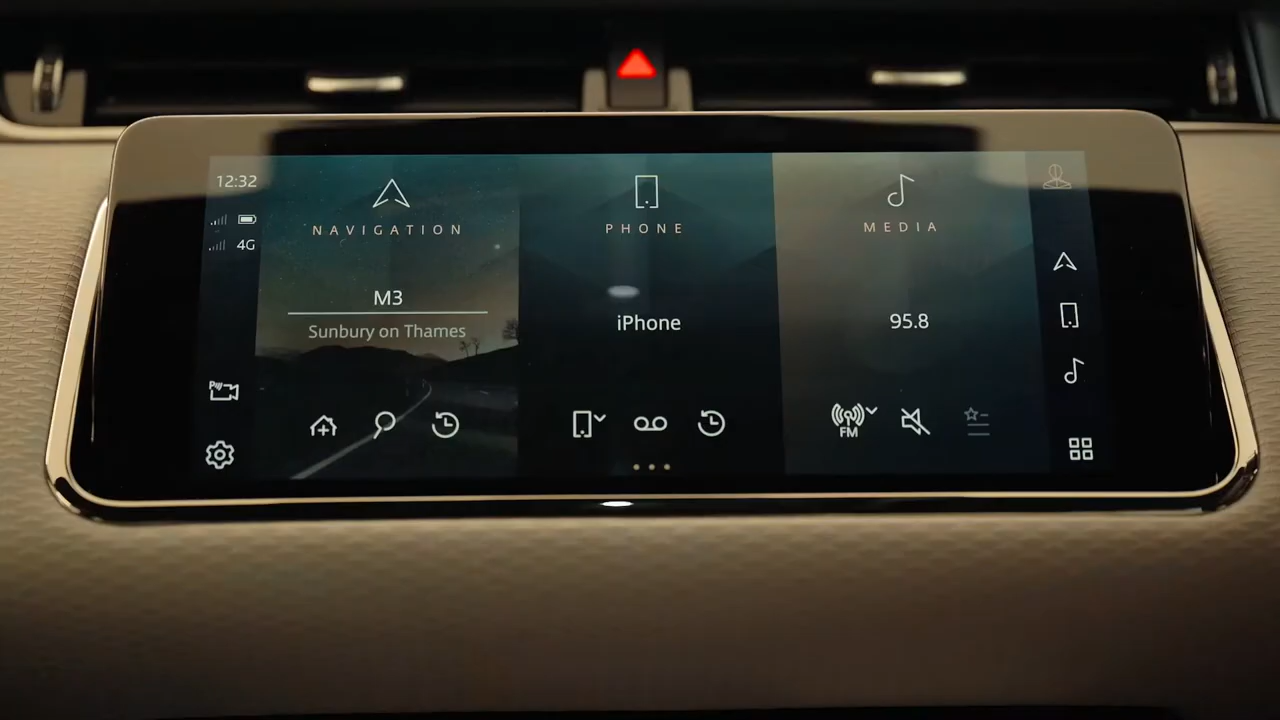 12:32
4G
NAVIGATION
M3
Sunbury on Thames
PHONE
iPhone
MEDIA
95.8
FM